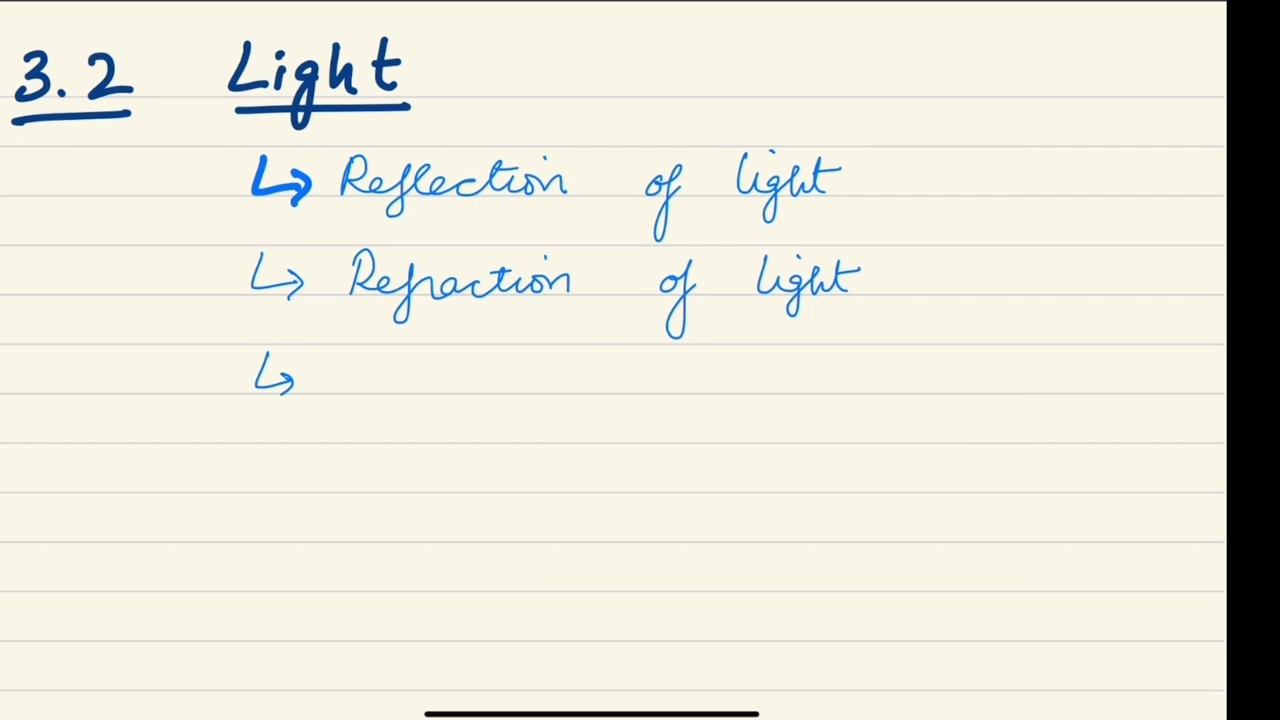 3.2 Light
↳ Reflection of light
↳ Refraction of light
↳